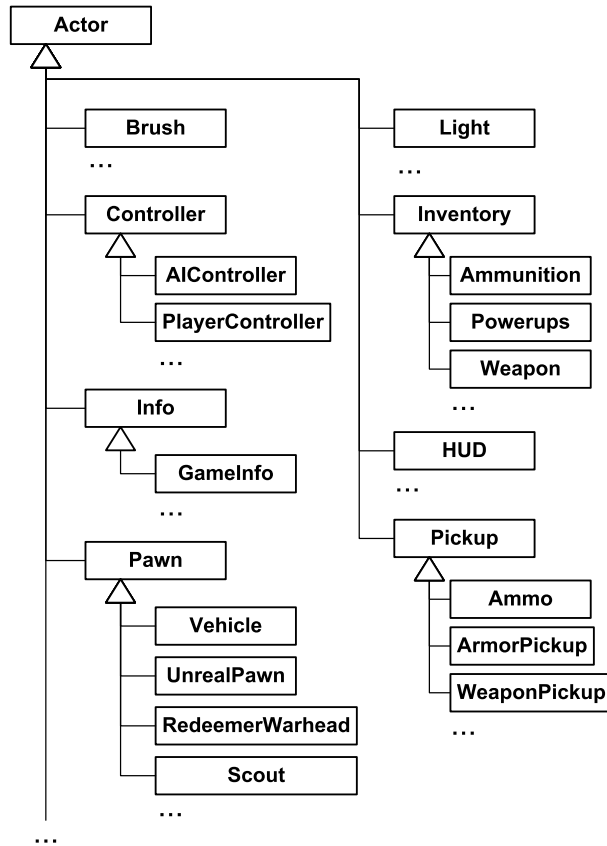 Actor
Brush
...
Controller
AIController
PlayerController
...
Info
GameInfo
...
Pawn
Vehicle
UnrealPawn
RedeemerWarhead
Scout
...
...
Light
...
Inventory
Ammunition
Powerups
Weapon
...
HUD
...
Pickup
Ammo
ArmorPickup
WeaponPickup
...